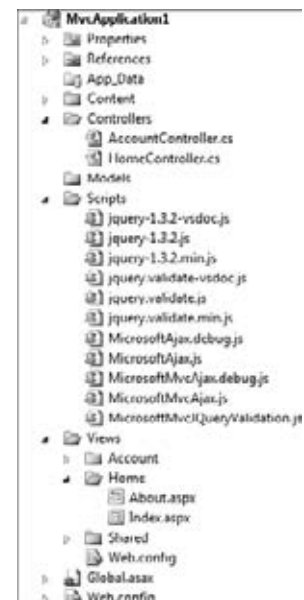 MvcApplication1
Properties
References
App_Data
Content
Controllers
AccountController.cs
HomeController.cs
Models
Scripts
jquery-1.3.2-vsdoc.js
jquery-1.3.2.js
jquery-1.3.2.min.js
jquery.validate-vsdoc.js
jquery.validate.js
jquery.validate.min.js
MicrosoftAjax.debug.js
MicrosoftAjax.js
MicrosoftMvcAjax.debug.js
MicrosoftMvcAjax.js
MicrosoftMvcJQueryValidation.js
Views
Account
Home
About.aspx
Index.aspx
Shared
Web.config
Global.asax
Web.config